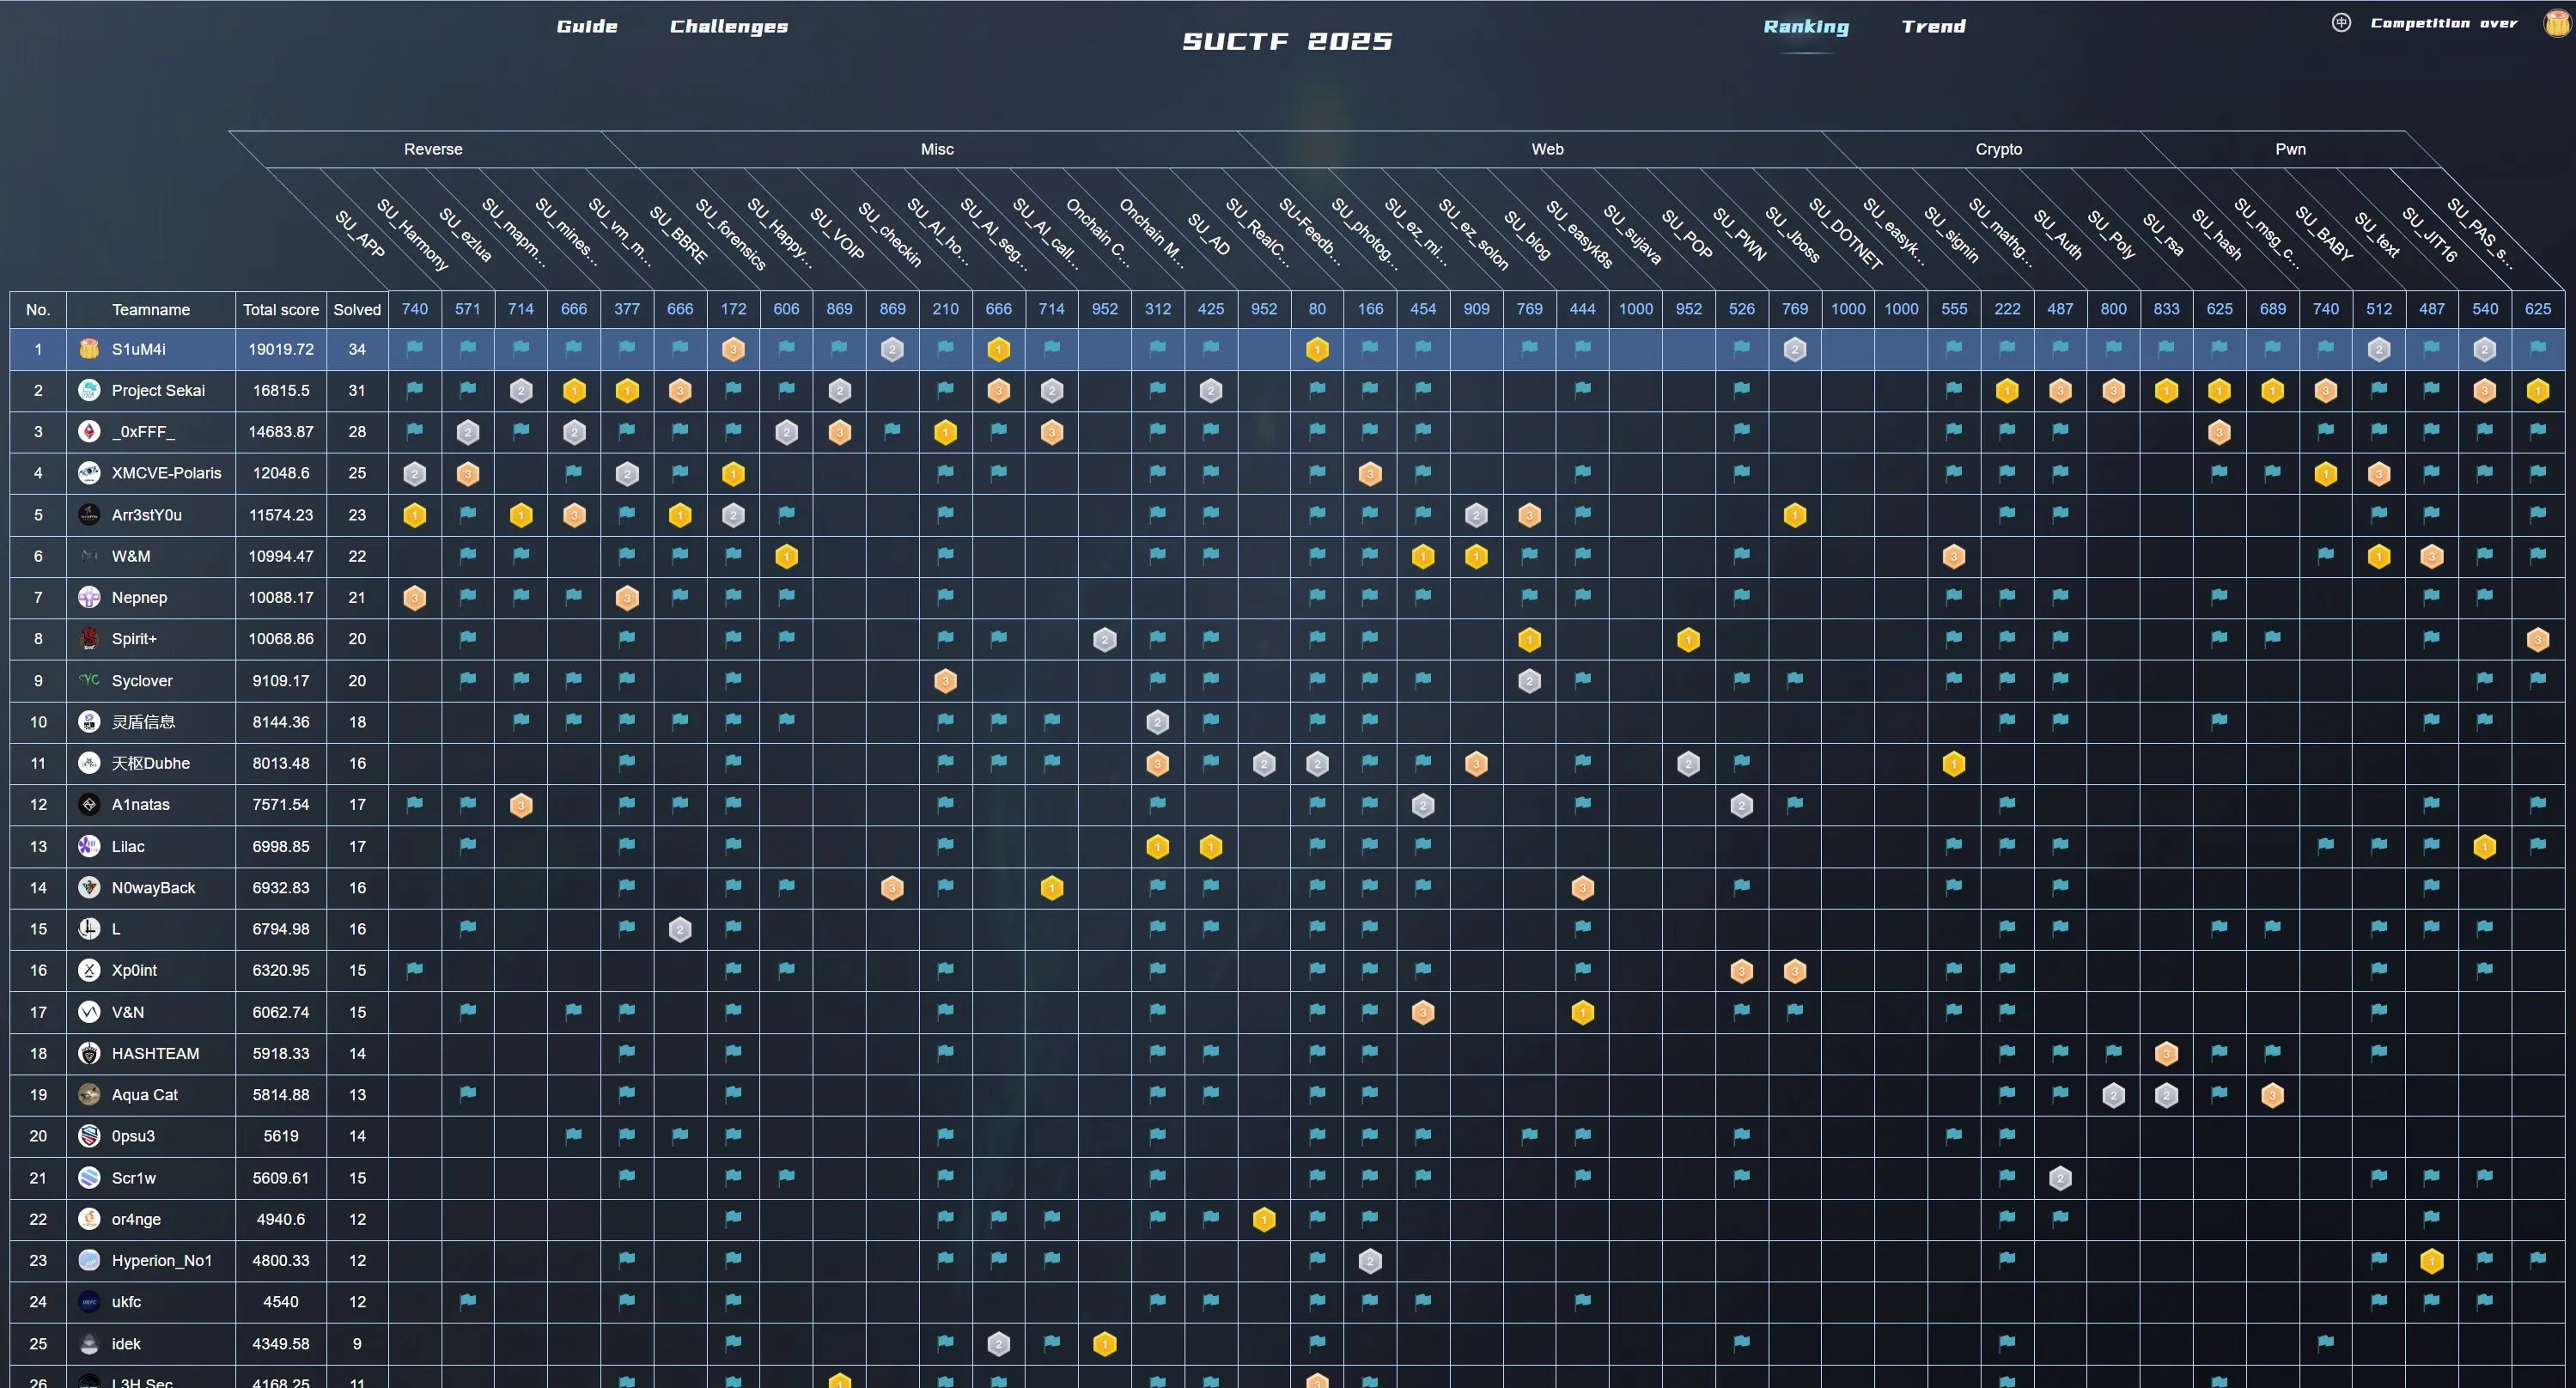 Guide Challenges SUCTF 2025 Ranking Trend 中 Competition over
Reverse Misc Web Crypto Pwn
SU_APP SU_Harmony SU_ezlua SU_mapm... SU_mines... SU_vm_m... SU_BBRE SU_forensics SU_Happy... SU_VOIP SU_checkin SU_AI_ho... SU_AI_seg... SU_AI_call... Onchain C... Onchain M... SU_AD SU_RealC... SU-Feedb... SU_photog... SU_ez_mi... SU_ez_solon SU_blog SU_easyk8s SU_sujava SU_POP SU_PWN SU_Jboss SU_DOTNET SU_easyk... SU_signin SU_mathg... SU_Auth SU_Poly SU_rsa SU_hash SU_msg_c... SU_BABY SU_text SU_JIT16 SU_PAS_s...
No. Teamname Total score Solved 740 571 714 666 377 666 172 606 869 869 210 666 714 952 312 425 952 80 166 454 909 769 444 1000 952 526 769 1000 1000 555 222 487 800 833 625 689 740 512 487 540 625
1 S1uM4i 19019.72 34 3 2 1 1 2 2 2
2 Project Sekai 16815.5 31 2 1 1 3 2 3 2 2 1 3 3 1 1 1 3 3 1
3 _0xFFF_ 14683.87 28 2 2 2 3 1 3 3
4 XMCVE-Polaris 12048.6 25 2 3 2 1 3 1 3
5 Arr3stY0u 11574.23 23 1 1 3 1 2 2 3 1
6 W&M 10994.47 22 1 1 1 3 1 3
7 Nepnep 10088.17 21 3 3
8 Spirit+ 10068.86 20 2 1 1 3
9 SYC Syclover 9109.17 20 3 2
10 灵盾信息 8144.36 18 2
11 天枢Dubhe 8013.48 16 3 2 2 3 2 1
12 A1natas 7571.54 17 3 2 2
13 Lilac 6998.85 17 1 1 1
14 N0wayBack 6932.83 16 3 1 3
15 L 6794.98 16 2
16 Xp0int 6320.95 15 3 3
17 V&N 6062.74 15 3 1
18 HASHTEAM 5918.33 14 3
19 Aqua Cat 5814.88 13 2 2 3
20 0psu3 5619 14
21 Scr1w 5609.61 15 2
22 or4nge 4940.6 12 1
23 Hyperion_No1 4800.33 12 2 1
24 ukfc 4540 12
25 idek 4349.58 9 2 1
26 L3H Sec 4168.25 11 1 3